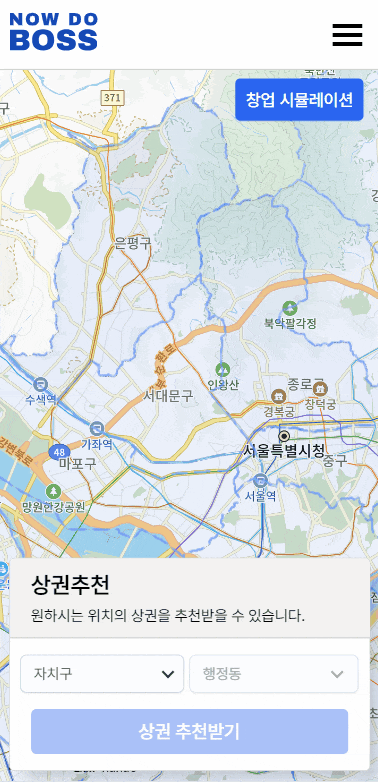 NOW DO
BOSS
371
창업 시뮬레이션
은평구
북악팔각정
수색역
인왕산
종로구
서대문구
경복궁
창덕궁
가좌역
서울특별시청
강변북로
48
마포구
중구
망원한강공원
서울역
상권추천
원하시는 위치의 상권을 추천받을 수 있습니다.
자치구
행정동
상권 추천받기